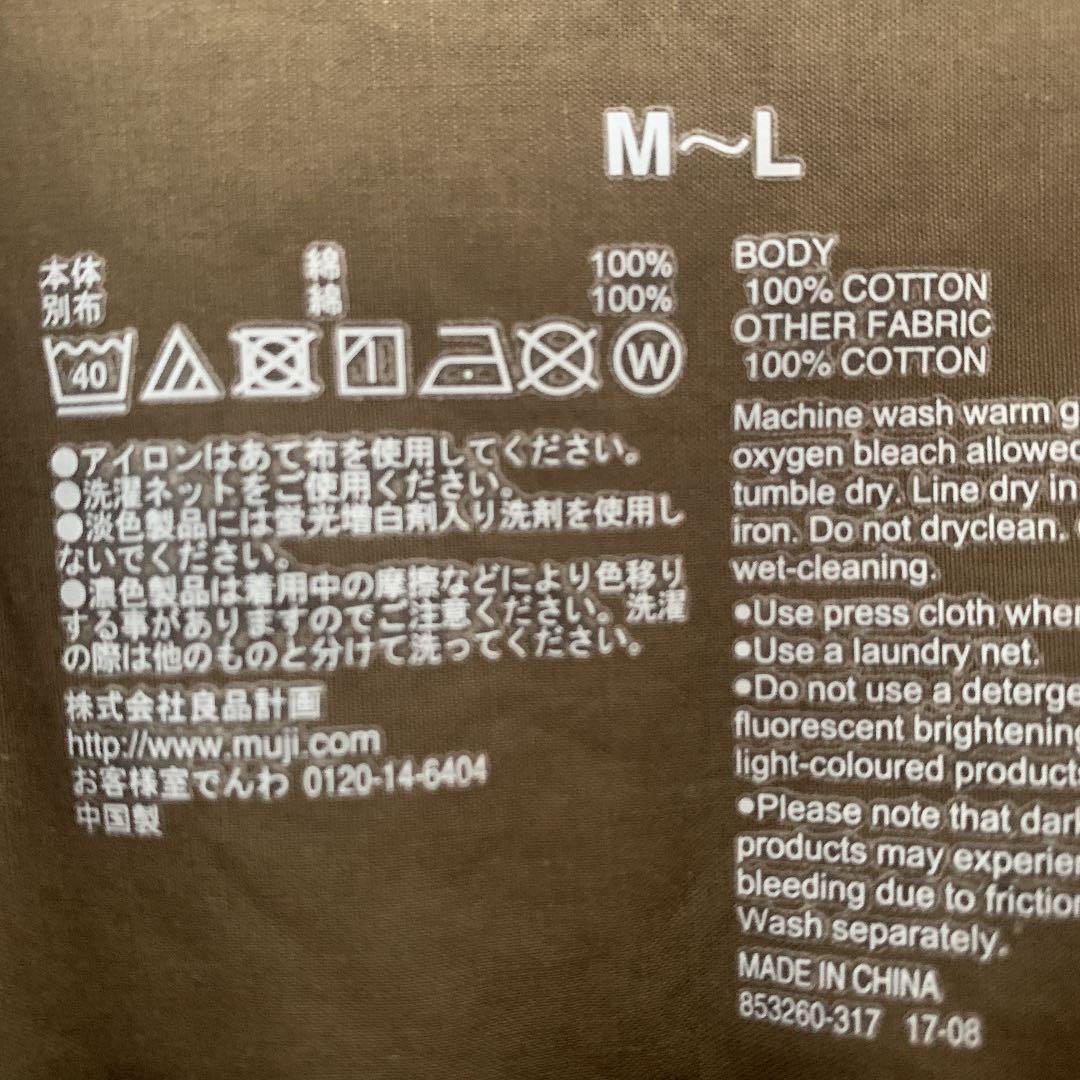 M～L
本体 綿 100%
別布 綿 100%
40 W
●アイロンはあて布を使用してください。
●洗濯ネットをご使用ください。
●淡色製品には蛍光増白剤入り洗剤を使用し
ないでください。
●濃色製品は着用中の摩擦などにより色移り
する事がありますのでご注意ください。洗濯
の際は他のものと分けて洗ってください。
株式会社良品計画
http://www.muji.com
お客様室でんわ 0120-14-6404
中国製
BODY
100% COTTON
OTHER FABRIC
100% COTTON
Machine wash warm
oxygen bleach allowed
tumble dry. Line dry in
iron. Do not dryclean.
wet-cleaning.
●Use press cloth
●Use a laundry net.
●Do not use a
fluorescent
light-coloured
●Please note that
products may
bleeding due to
Wash separately.
MADE IN CHINA
853260-317 17-08